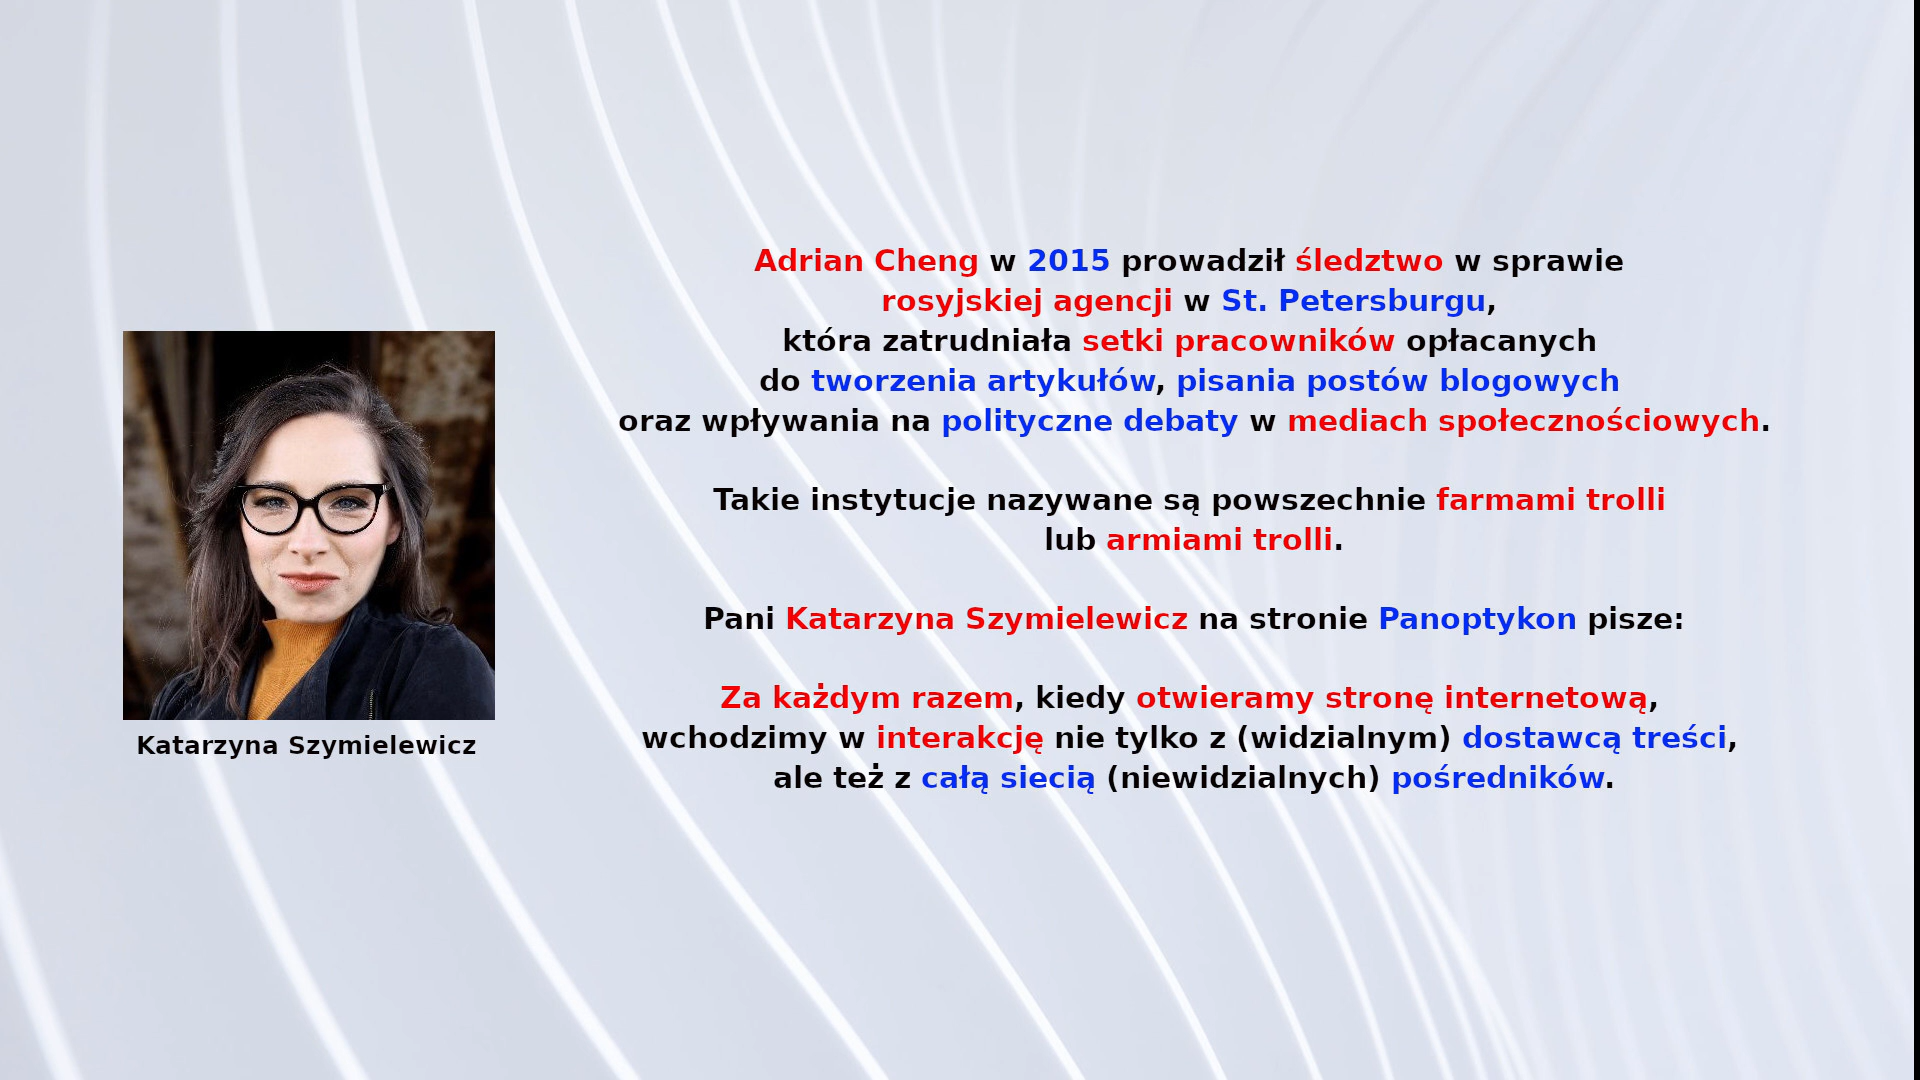 Adrian Cheng w 2015 prowadził śledztwo w sprawie
rosyjskiej agencji w St. Petersburgu,
która zatrudniała setki pracowników opłacanych
do tworzenia artykułów, pisania postów blogowych
oraz wpływania na polityczne debaty w mediach społecznościowych.
Takie instytucje nazywane są powszechnie farmami trolli
lub armiami trolli.
Pani Katarzyna Szymielewicz na stronie Panoptykon pisze:
Za każdym razem, kiedy otwieramy stronę internetową,
wchodzimy w interakcję nie tylko z (widzialnym) dostawcą treści,
ale też z całą siecią (niewidzialnych) pośredników.
Katarzyna Szymielewicz